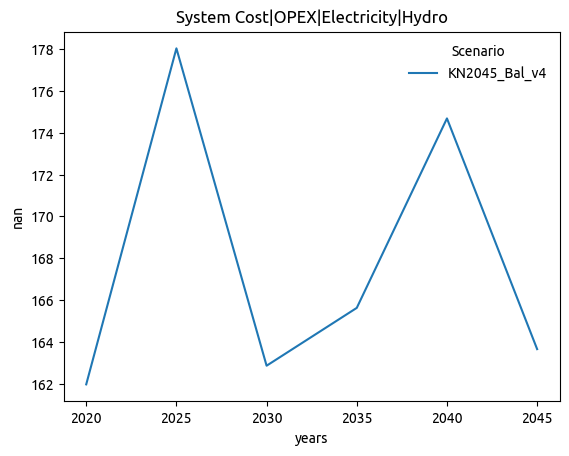 System Cost|OPEX|Electricity|Hydro
Scenario
KN2045_Bal_v4
178
176
174
172
170
168
166
164
162
nan
2020 2025 2030 2035 2040 2045
years